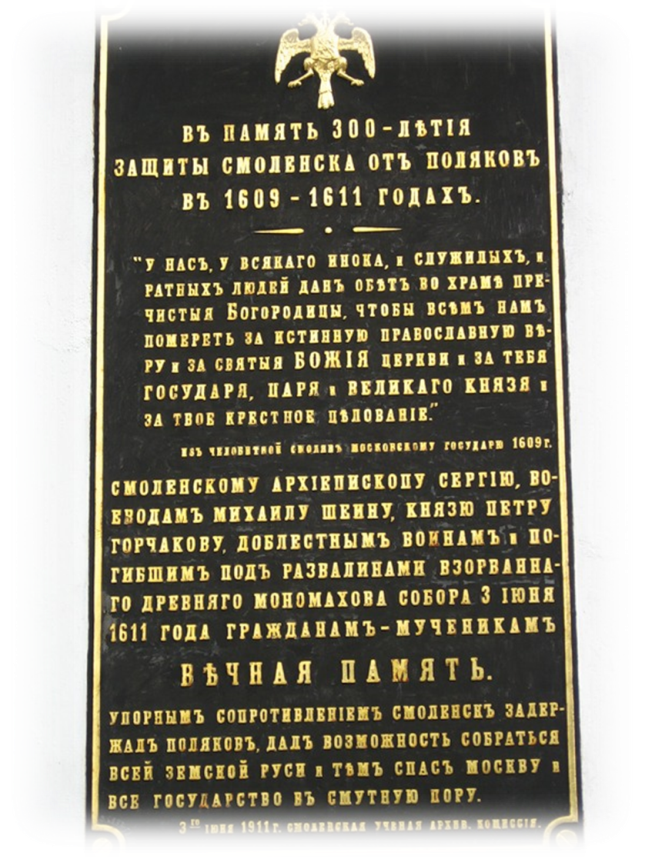 ВЪ ПАМЯТЬ 300-ЛѢТІЯ
ЗАЩИТЫ СМОЛЕНСКА ОТЪ ПОЛЯКОВЪ
ВЪ 1609 - 1611 ГОДАХЪ.
"У НАСЪ, У ВСЯКАГО ИНОКА, и СЛУЖИЛЫХЪ, и
РАТНЫХЪ ЛЮДЕЙ ДАНЪ ОБѢТЪ ВО ХРАМѢ ПРЕ-
ЧИСТЫЯ БОГОРОДИЦЫ, ЧТОБЫ ВСѢМЪ НАМЪ
ПОМЕРЕТЬ ЗА ИСТИННУЮ ПРАВОСЛАВНУЮ ВѢ-
РУ и ЗА СВЯТЫЯ БОЖІЯ ЦЕРКВИ и ЗА ТЕБЯ
ГОСУДАРЯ, ЦАРЯ и ВЕЛИКАГО КНЯЗЯ и
ЗА ТВОЕ КРЕСТНОЕ ЦѢЛОВАНІЕ."
ИЗЪ ЧЕЛОБИТНОЙ СМОЛЯНЪ МОСКОВСКОМУ ГОСУДАРЮ 1609 г.
СМОЛЕНСКОМУ АРХІЕПИСКОПУ СЕРГІЮ, ВО-
ЕВОДАМЪ МИХАИЛУ ШЕИНУ, КНЯЗЮ ПЕТРУ
ГОРЧАКОВУ, ДОБЛЕСТНЫМЪ ВОИНАМЪ и ПО-
ГИБШИМЪ ПОДЪ РАЗВАЛИНАМИ ВЗОРВАННА-
ГО ДРЕВНЯГО МОНОМАХОВА СОБОРА 3 ІЮНЯ
1611 ГОДА ГРАЖДАНАМЪ-МУЧЕНИКАМЪ
ВѢЧНАЯ ПАМЯТЬ.
УПОРНЫМЪ СОПРОТИВЛЕНІЕМЪ СМОЛЕНСКЪ ЗАДЕР-
ЖАЛЪ ПОЛЯКОВЪ, ДАЛЪ ВОЗМОЖНОСТЬ СОБРАТЬСЯ
ВСЕЙ ЗЕМСКОЙ РУСИ и ТѢМЪ СПАСЪ МОСКВУ и
ВСЕ ГОСУДАРСТВО ВЪ СМУТНУЮ ПОРУ.
3го ІЮНЯ 1911 г. СМОЛЕНСКАЯ УЧЕНАЯ АРХИВ. КОМИССІЯ.